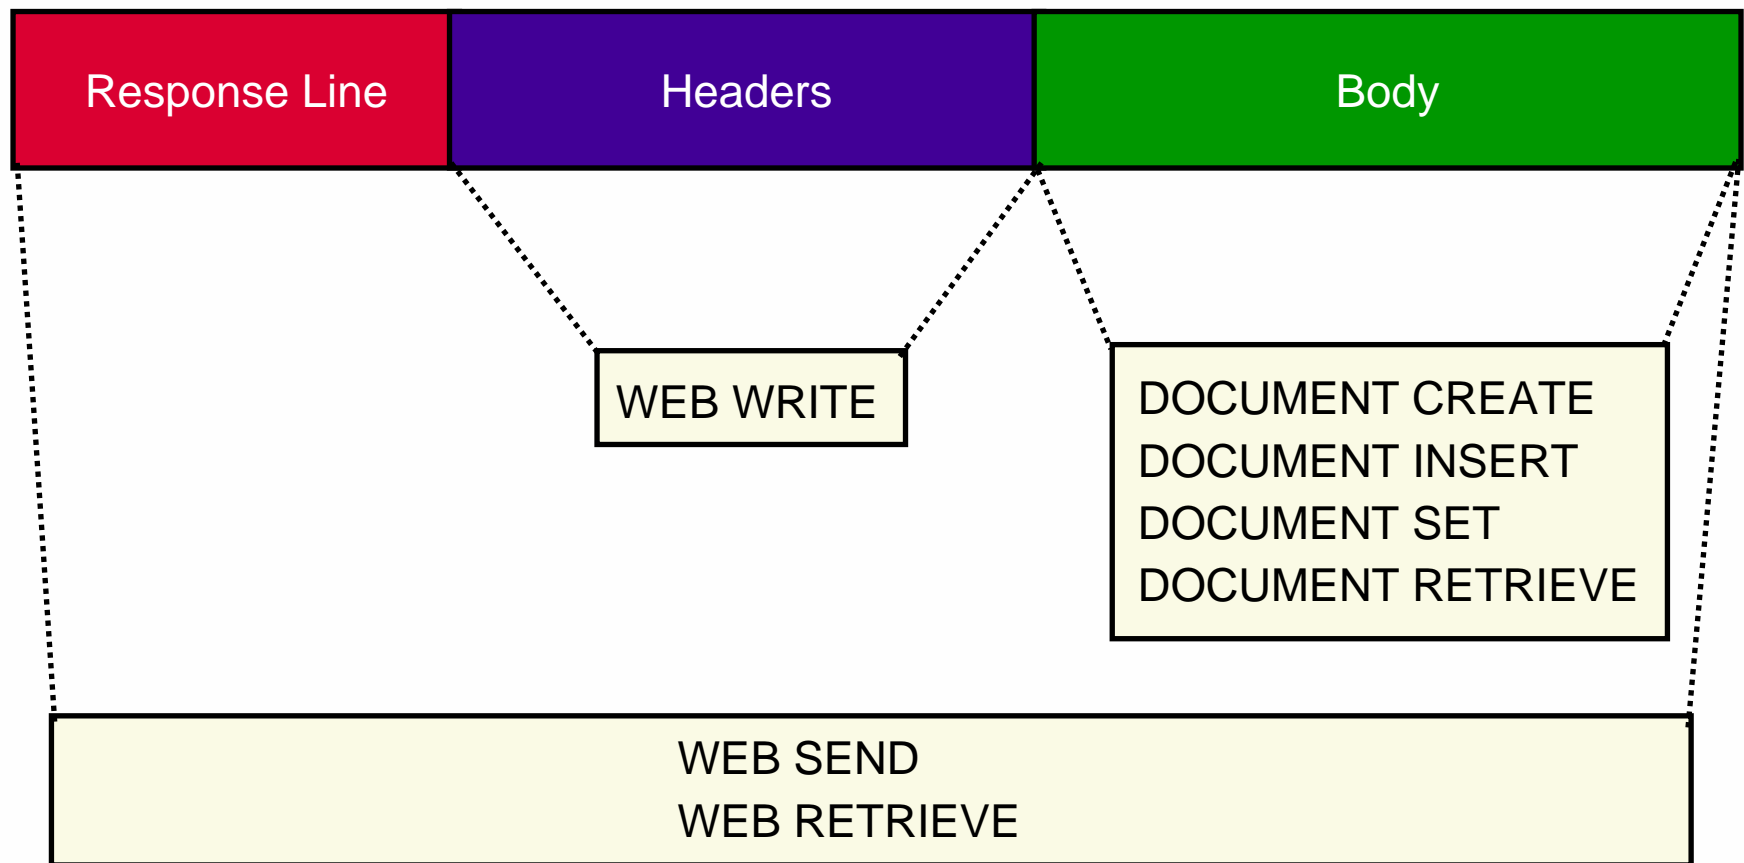 Response Line
Headers
Body
WEB WRITE
DOCUMENT CREATE
DOCUMENT INSERT
DOCUMENT SET
DOCUMENT RETRIEVE
WEB SEND
WEB RETRIEVE